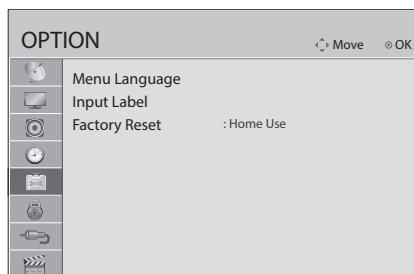 OPTION
Move OK
Menu Language
Input Label
Factory Reset : Home Use